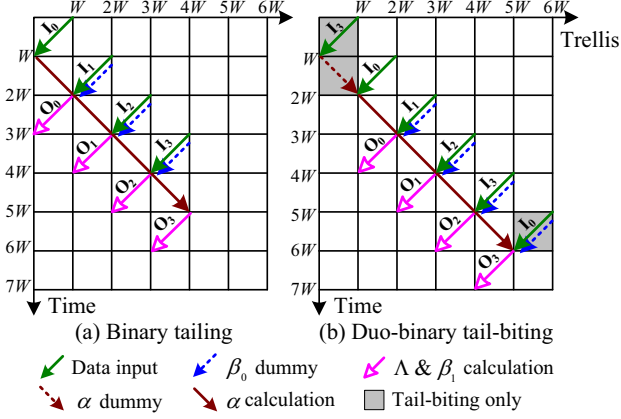 W 2W 3W 4W 5W 6W
W 2W 3W 4W 5W 6W
Trellis
I0
I3
W
W
I1
I0
2W
2W
O0
I2
I1
3W
O0
3W
O1
I3
I2
4W
O1
4W
O2
I3
5W
O2
5W
O3
I0
6W
6W
O3
7W
7W
Time
Time
(a) Binary tailing
(b) Duo-binary tail-biting
Data input
β0 dummy
Λ & β1 calculation
α dummy
α calculation
Tail-biting only